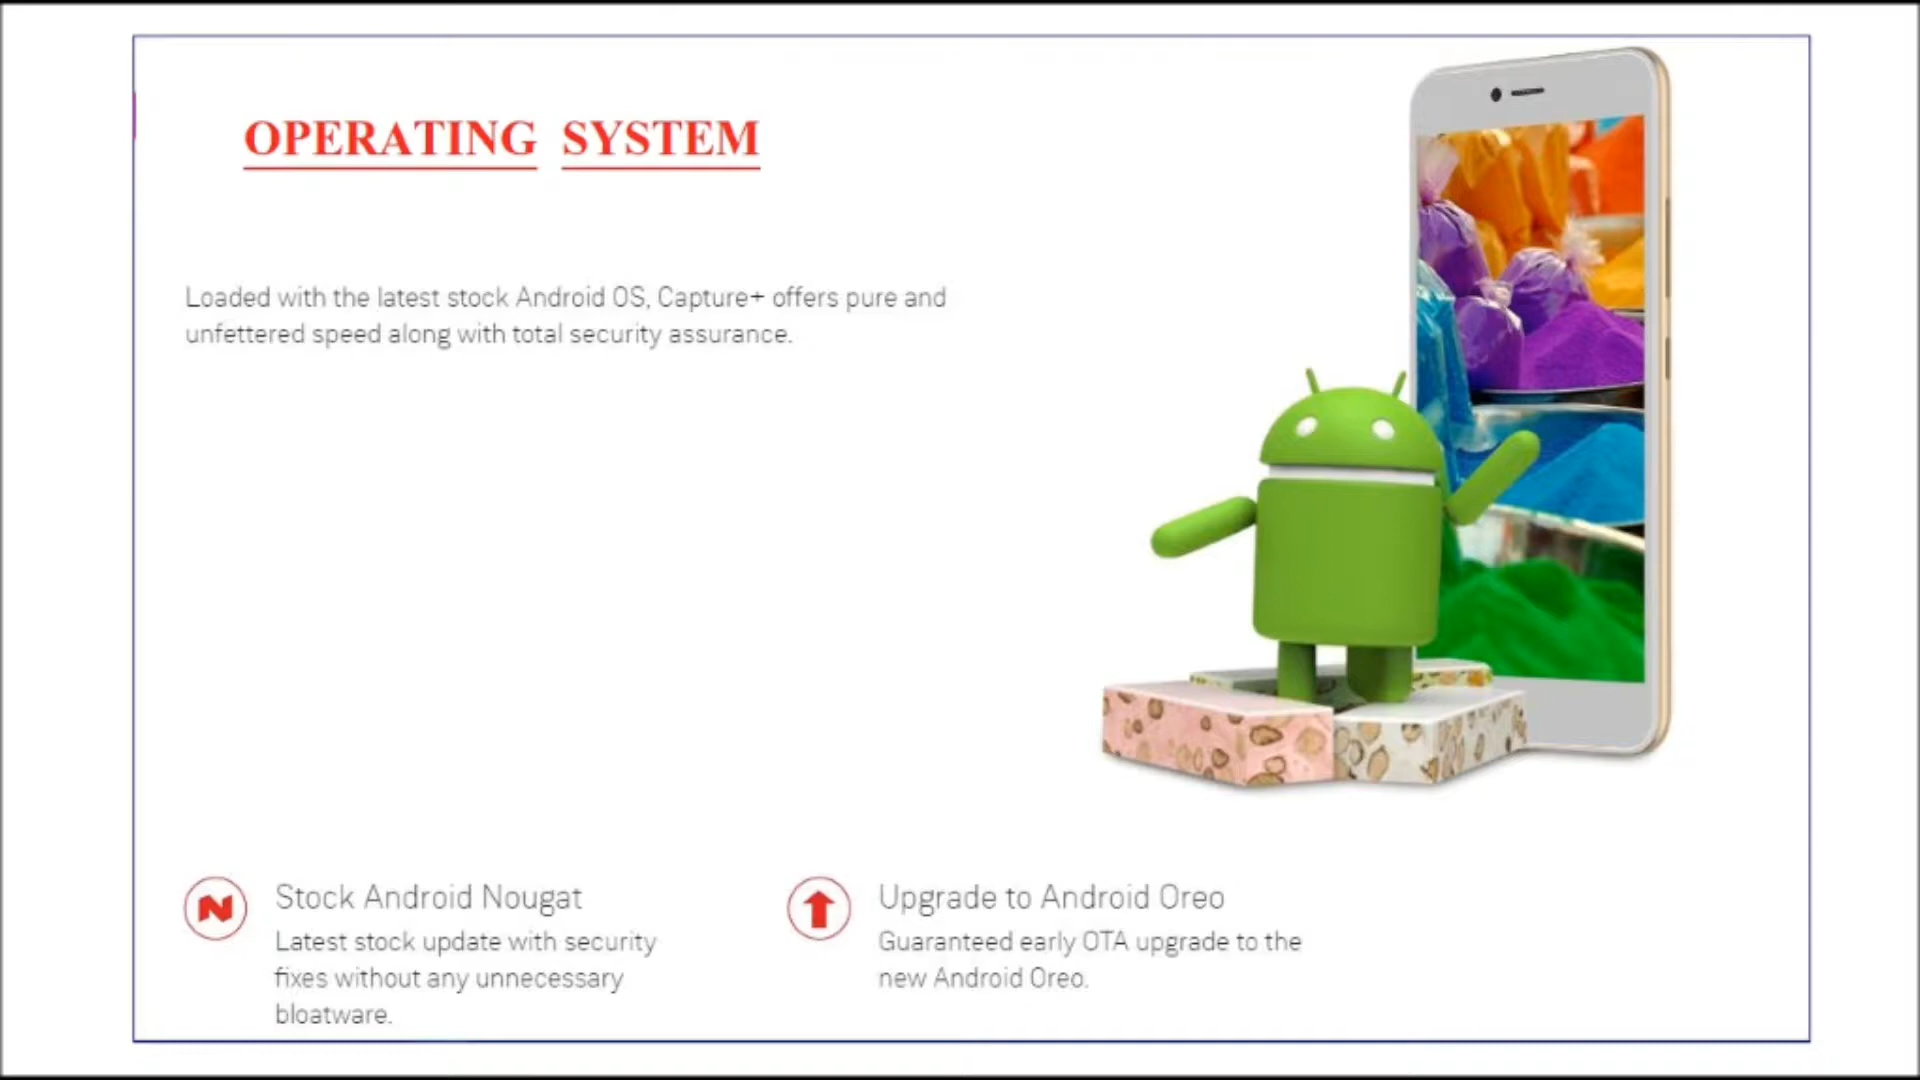 OPERATING SYSTEM
Loaded with the latest stock Android OS, Capture+ offers pure and
unfettered speed along with total security assurance.
Stock Android Nougat
Latest stock update with security
fixes without any unnecessary
bloatware.
Upgrade to Android Oreo
Guaranteed early OTA upgrade to the
new Android Oreo.